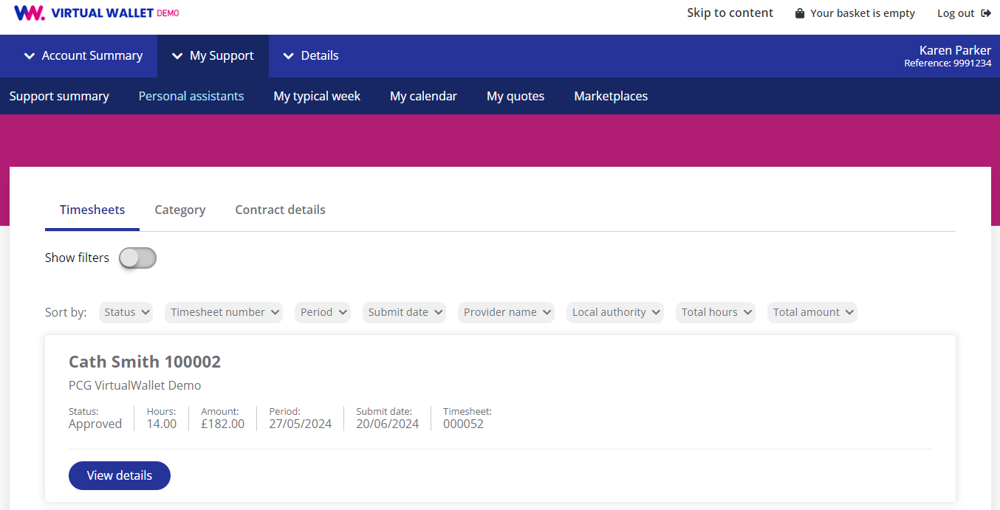 VW. VIRTUAL WALLET DEMO
Skip to content
Your basket is empty
Log out
Account Summary
My Support
Details
Karen Parker
Reference: 9991234
Support summary
Personal assistants
My typical week
My calendar
My quotes
Marketplaces
Timesheets
Category
Contract details
Show filters
Sort by:
Status
Timesheet number
Period
Submit date
Provider name
Local authority
Total hours
Total amount
Cath Smith 100002
PCG VirtualWallet Demo
Status:
Approved
Hours:
14.00
Amount:
£182.00
Period:
27/05/2024
Submit date:
20/06/2024
Timesheet:
000052
View details